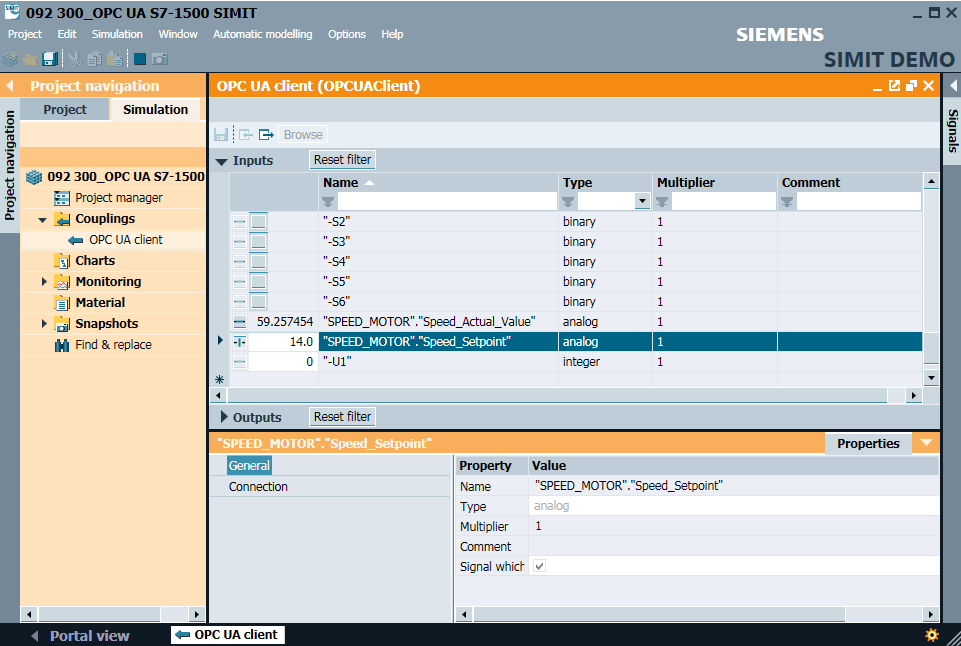 092 300_OPC UA S7-1500 SIMIT
Project Edit Simulation Window Automatic modelling Options Help
SIEMENS
SIMIT DEMO
Project navigation
OPC UA client (OPCUAClient)
Project navigation
Project Simulation
Browse
Signals
Inputs Reset filter
092 300_OPC UA S7-1500
Project manager
Couplings
OPC UA client
Charts
Monitoring
Material
Snapshots
Find & replace
Name Type Multiplier Comment
"-S2" binary 1
"-S3" binary 1
"-S4" binary 1
"-S5" binary 1
"-S6" binary 1
59.257454 "SPEED_MOTOR"."Speed_Actual_Value" analog 1
14.0 "SPEED_MOTOR"."Speed_Setpoint" analog 1
0 "-U1" integer 1
Outputs Reset filter
"SPEED_MOTOR"."Speed_Setpoint" Properties
General
Connection
Property Value
Name "SPEED_MOTOR"."Speed_Setpoint"
Type analog
Multiplier 1
Comment
Signal which
Portal view OPC UA client